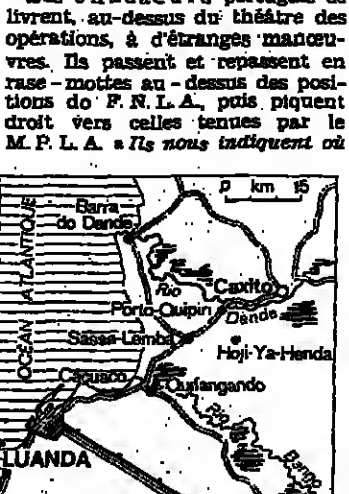 livrent, au-dessus du théâtre des
opérations, à d'étranges manœu-
vres. Ils passent et repassent en
rase-mottes au-dessus des posi-
tions do F.N.L.A., puis piquent
droit vers celles tenues par le
M.P.L.A. « Ils nous indiquent où
0 km 15
Barra
do Dande
OCÉAN ATLANTIQUE
Rio
Caxito
Porto-Quipiri
Dande
Sassa-Lemba
Hoji-Ya-Henda
Cacuaco
Quifangando
LUANDA
Rio
Bengo